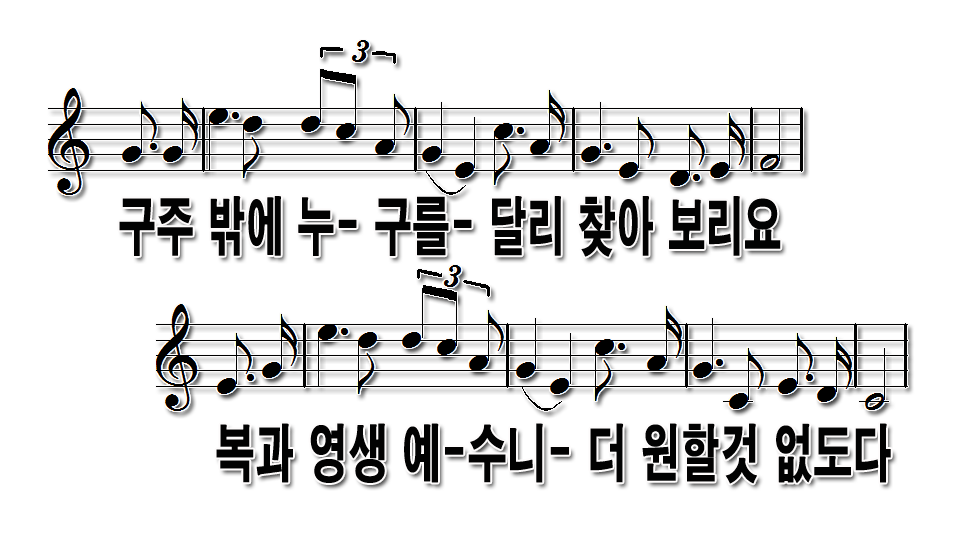 3
구주 밖에 누- 구를- 달리 찾아 보리요
3
복과 영생 예-수니- 더 원할것 없도다